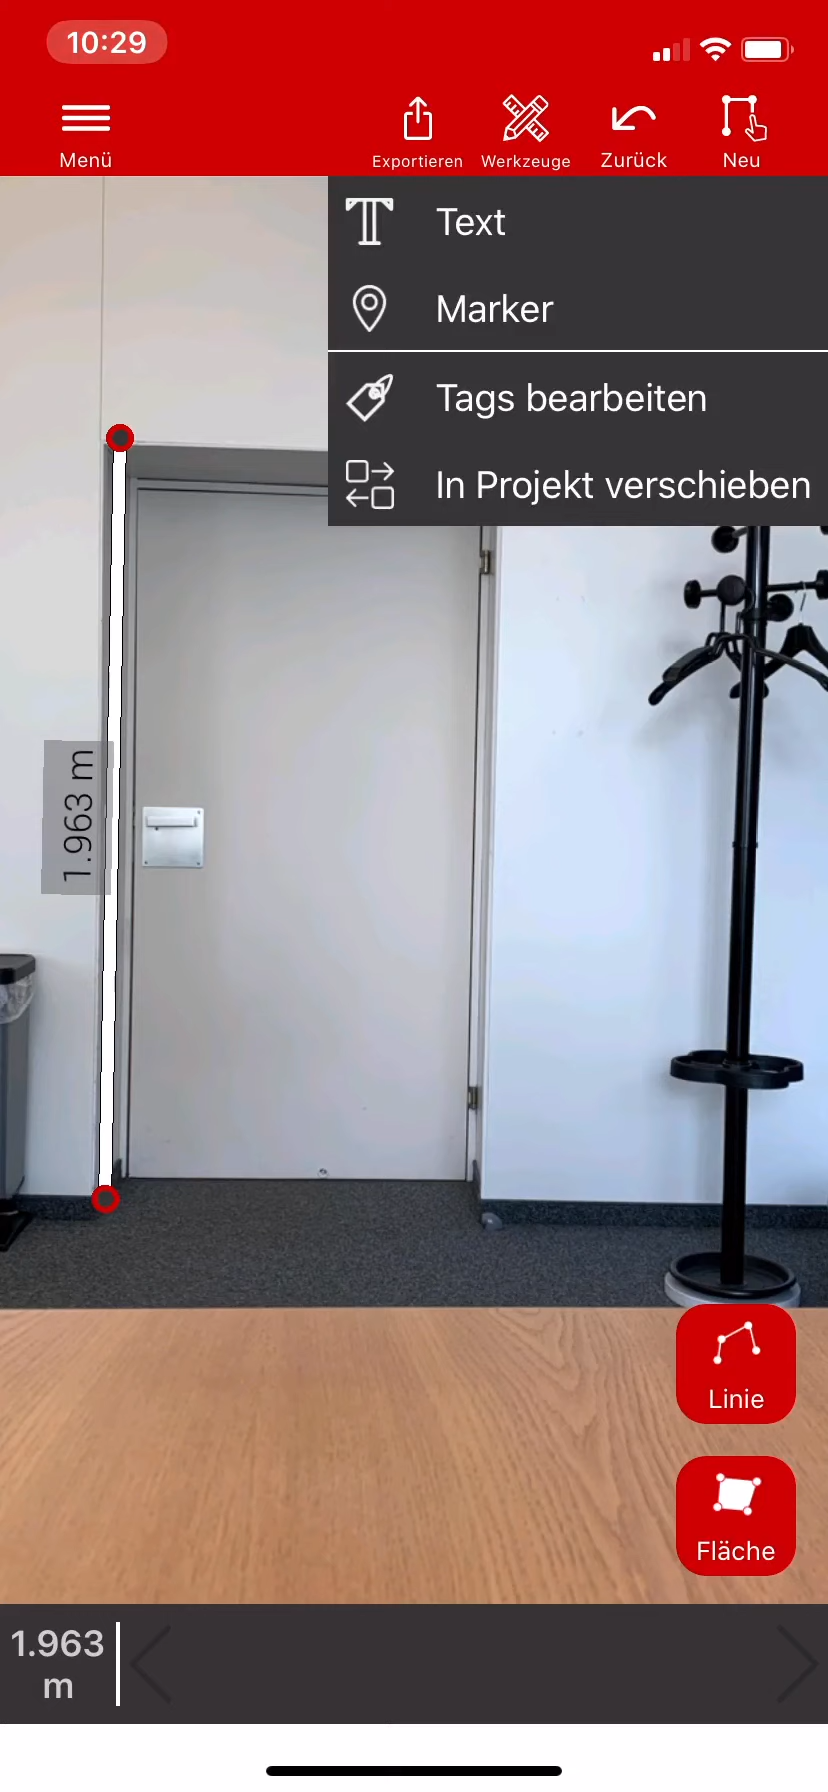 10:29
Menü
Exportieren
Werkzeuge
Zurück
Neu
Text
Marker
Tags bearbeiten
In Projekt verschieben
1.963 m
Linie
Fläche
1.963
m